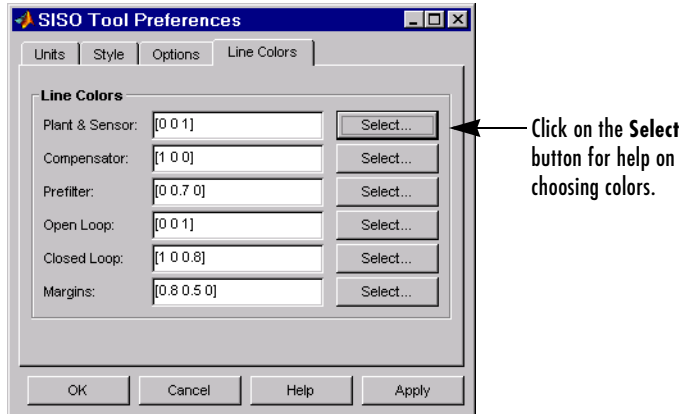 SISO Tool Preferences
Units Style Options Line Colors
Line Colors
Plant & Sensor: [0 0 1] Select...
Compensator: [1 0 0] Select...
Prefilter: [0 0.7 0] Select...
Open Loop: [0 0 1] Select...
Closed Loop: [1 0 0.8] Select...
Margins: [0.8 0.5 0] Select...
OK Cancel Help Apply
Click on the Select
button for help on
choosing colors.